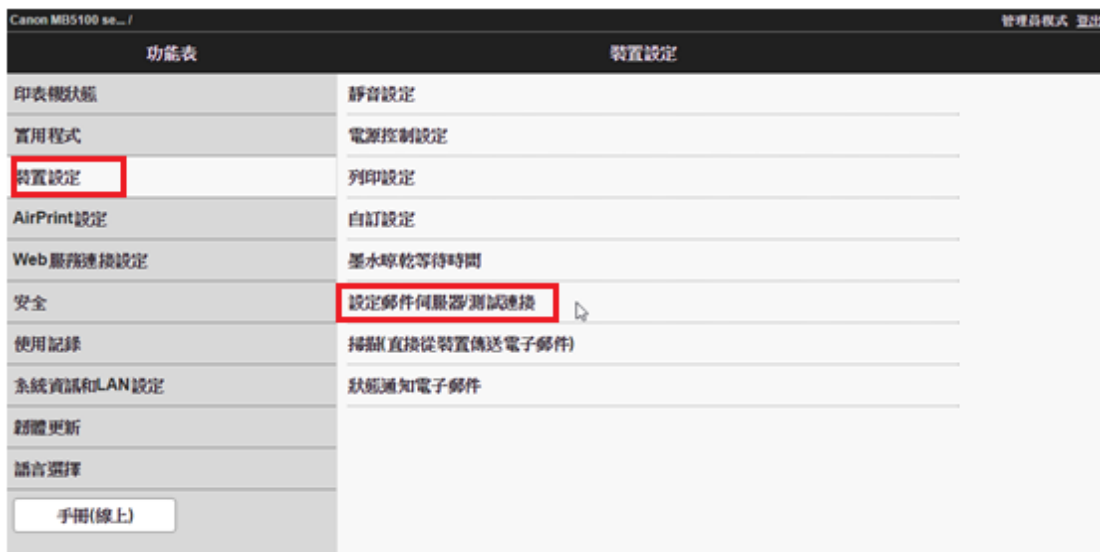 Canon MB5100 se... /
管理員程式 登出
功能表
裝置設定
印表機狀態
實用程式
裝置設定
AirPrint設定
Web服務連接設定
安全
使用記錄
系統資訊和LAN設定
韌體更新
語言選擇
手冊(線上)
靜音設定
電源控制設定
列印設定
自訂設定
墨水晾乾等待時間
設定郵件伺服器/測試連接
掃描(直接從裝置傳送電子郵件)
狀態通知電子郵件